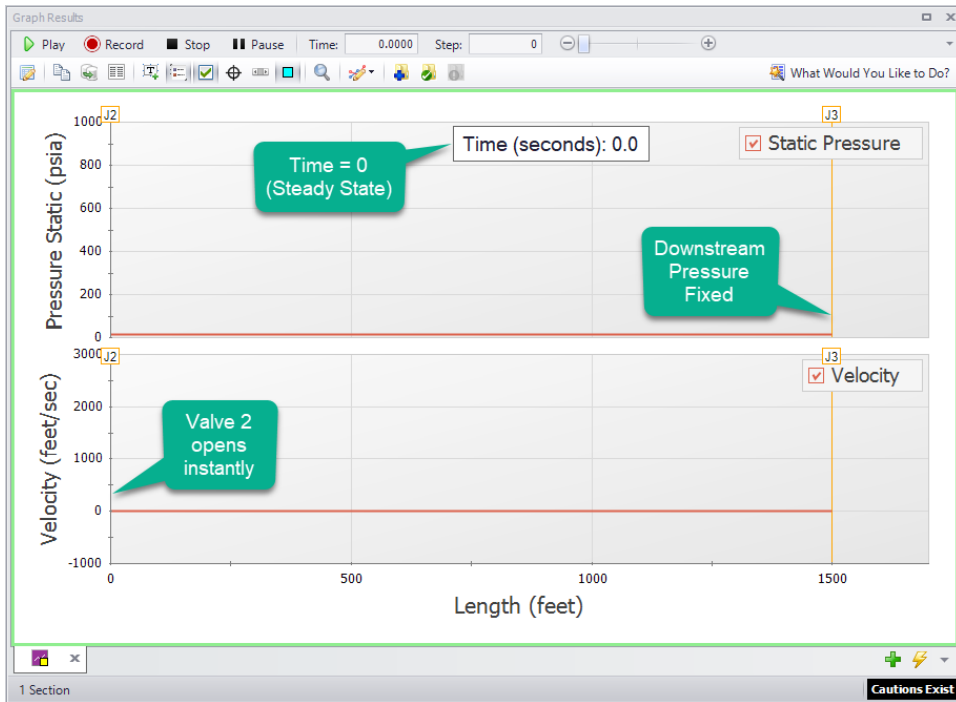 Graph Results
Play Record Stop Pause Time: 0.0000 Step: 0
What Would You Like to Do?
J2 J3
Time (seconds): 0.0
Static Pressure
Time = 0
(Steady State)
Downstream
Pressure
Fixed
Pressure Static (psia)
1000
800
600
400
200
0
J2 J3
Velocity
Valve 2
opens
instantly
Velocity (feet/sec)
3000
2000
1000
0
-1000
0 500 1000 1500
Length (feet)
1 Section
Cautions Exist